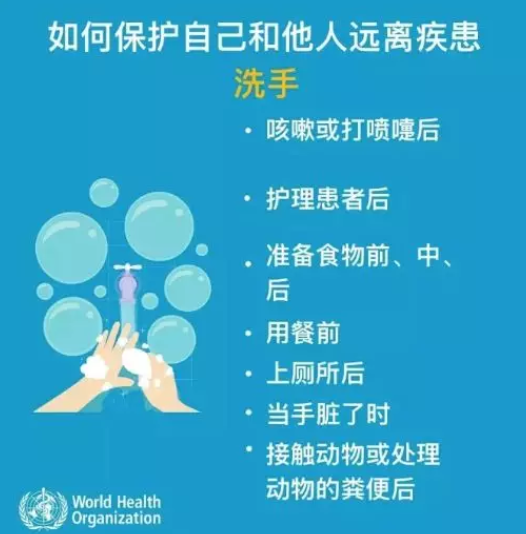 如何保护自己和他人远离疾患
洗手
• 咳嗽或打喷嚏后
• 护理患者后
• 准备食物前、中、
后
• 用餐前
• 上厕所后
• 当手脏了时
• 接触动物或处理
动物的粪便后
World Health
Organization